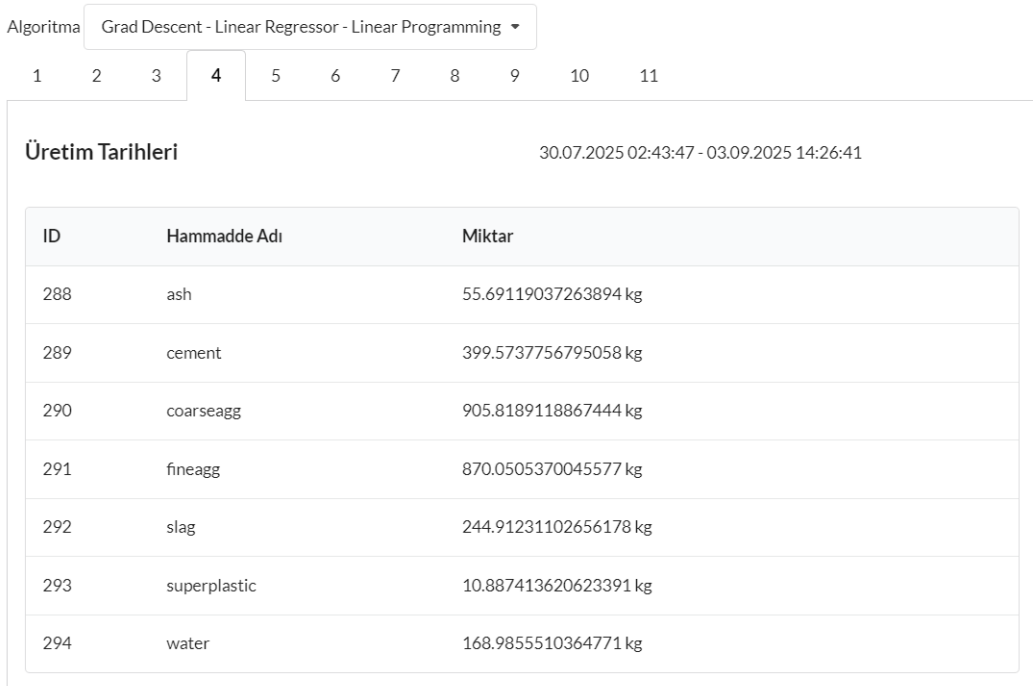 Algoritma Grad Descent - Linear Regressor - Linear Programming
1 2 3 4 5 6 7 8 9 10 11
Üretim Tarihleri 30.07.2025 02:43:47 - 03.09.2025 14:26:41
ID Hammadde Adı Miktar
288 ash 55.69119037263894 kg
289 cement 399.5737756795058 kg
290 coarseagg 905.8189118867444 kg
291 fineagg 870.0505370045577 kg
292 slag 244.91231102656178 kg
293 superplastic 10.887413620623391 kg
294 water 168.9855510364771 kg